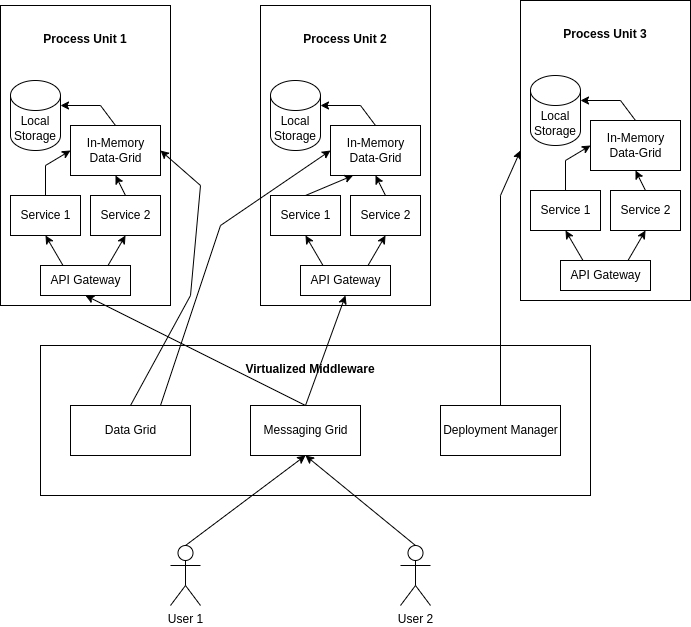 Process Unit 1
Local
Storage
In-Memory
Data-Grid
Service 1
Service 2
API Gateway
Process Unit 2
Local
Storage
In-Memory
Data-Grid
Service 1
Service 2
API Gateway
Process Unit 3
Local
Storage
In-Memory
Data-Grid
Service 1
Service 2
API Gateway
Virtualized Middleware
Data Grid
Messaging Grid
Deployment Manager
User 1
User 2